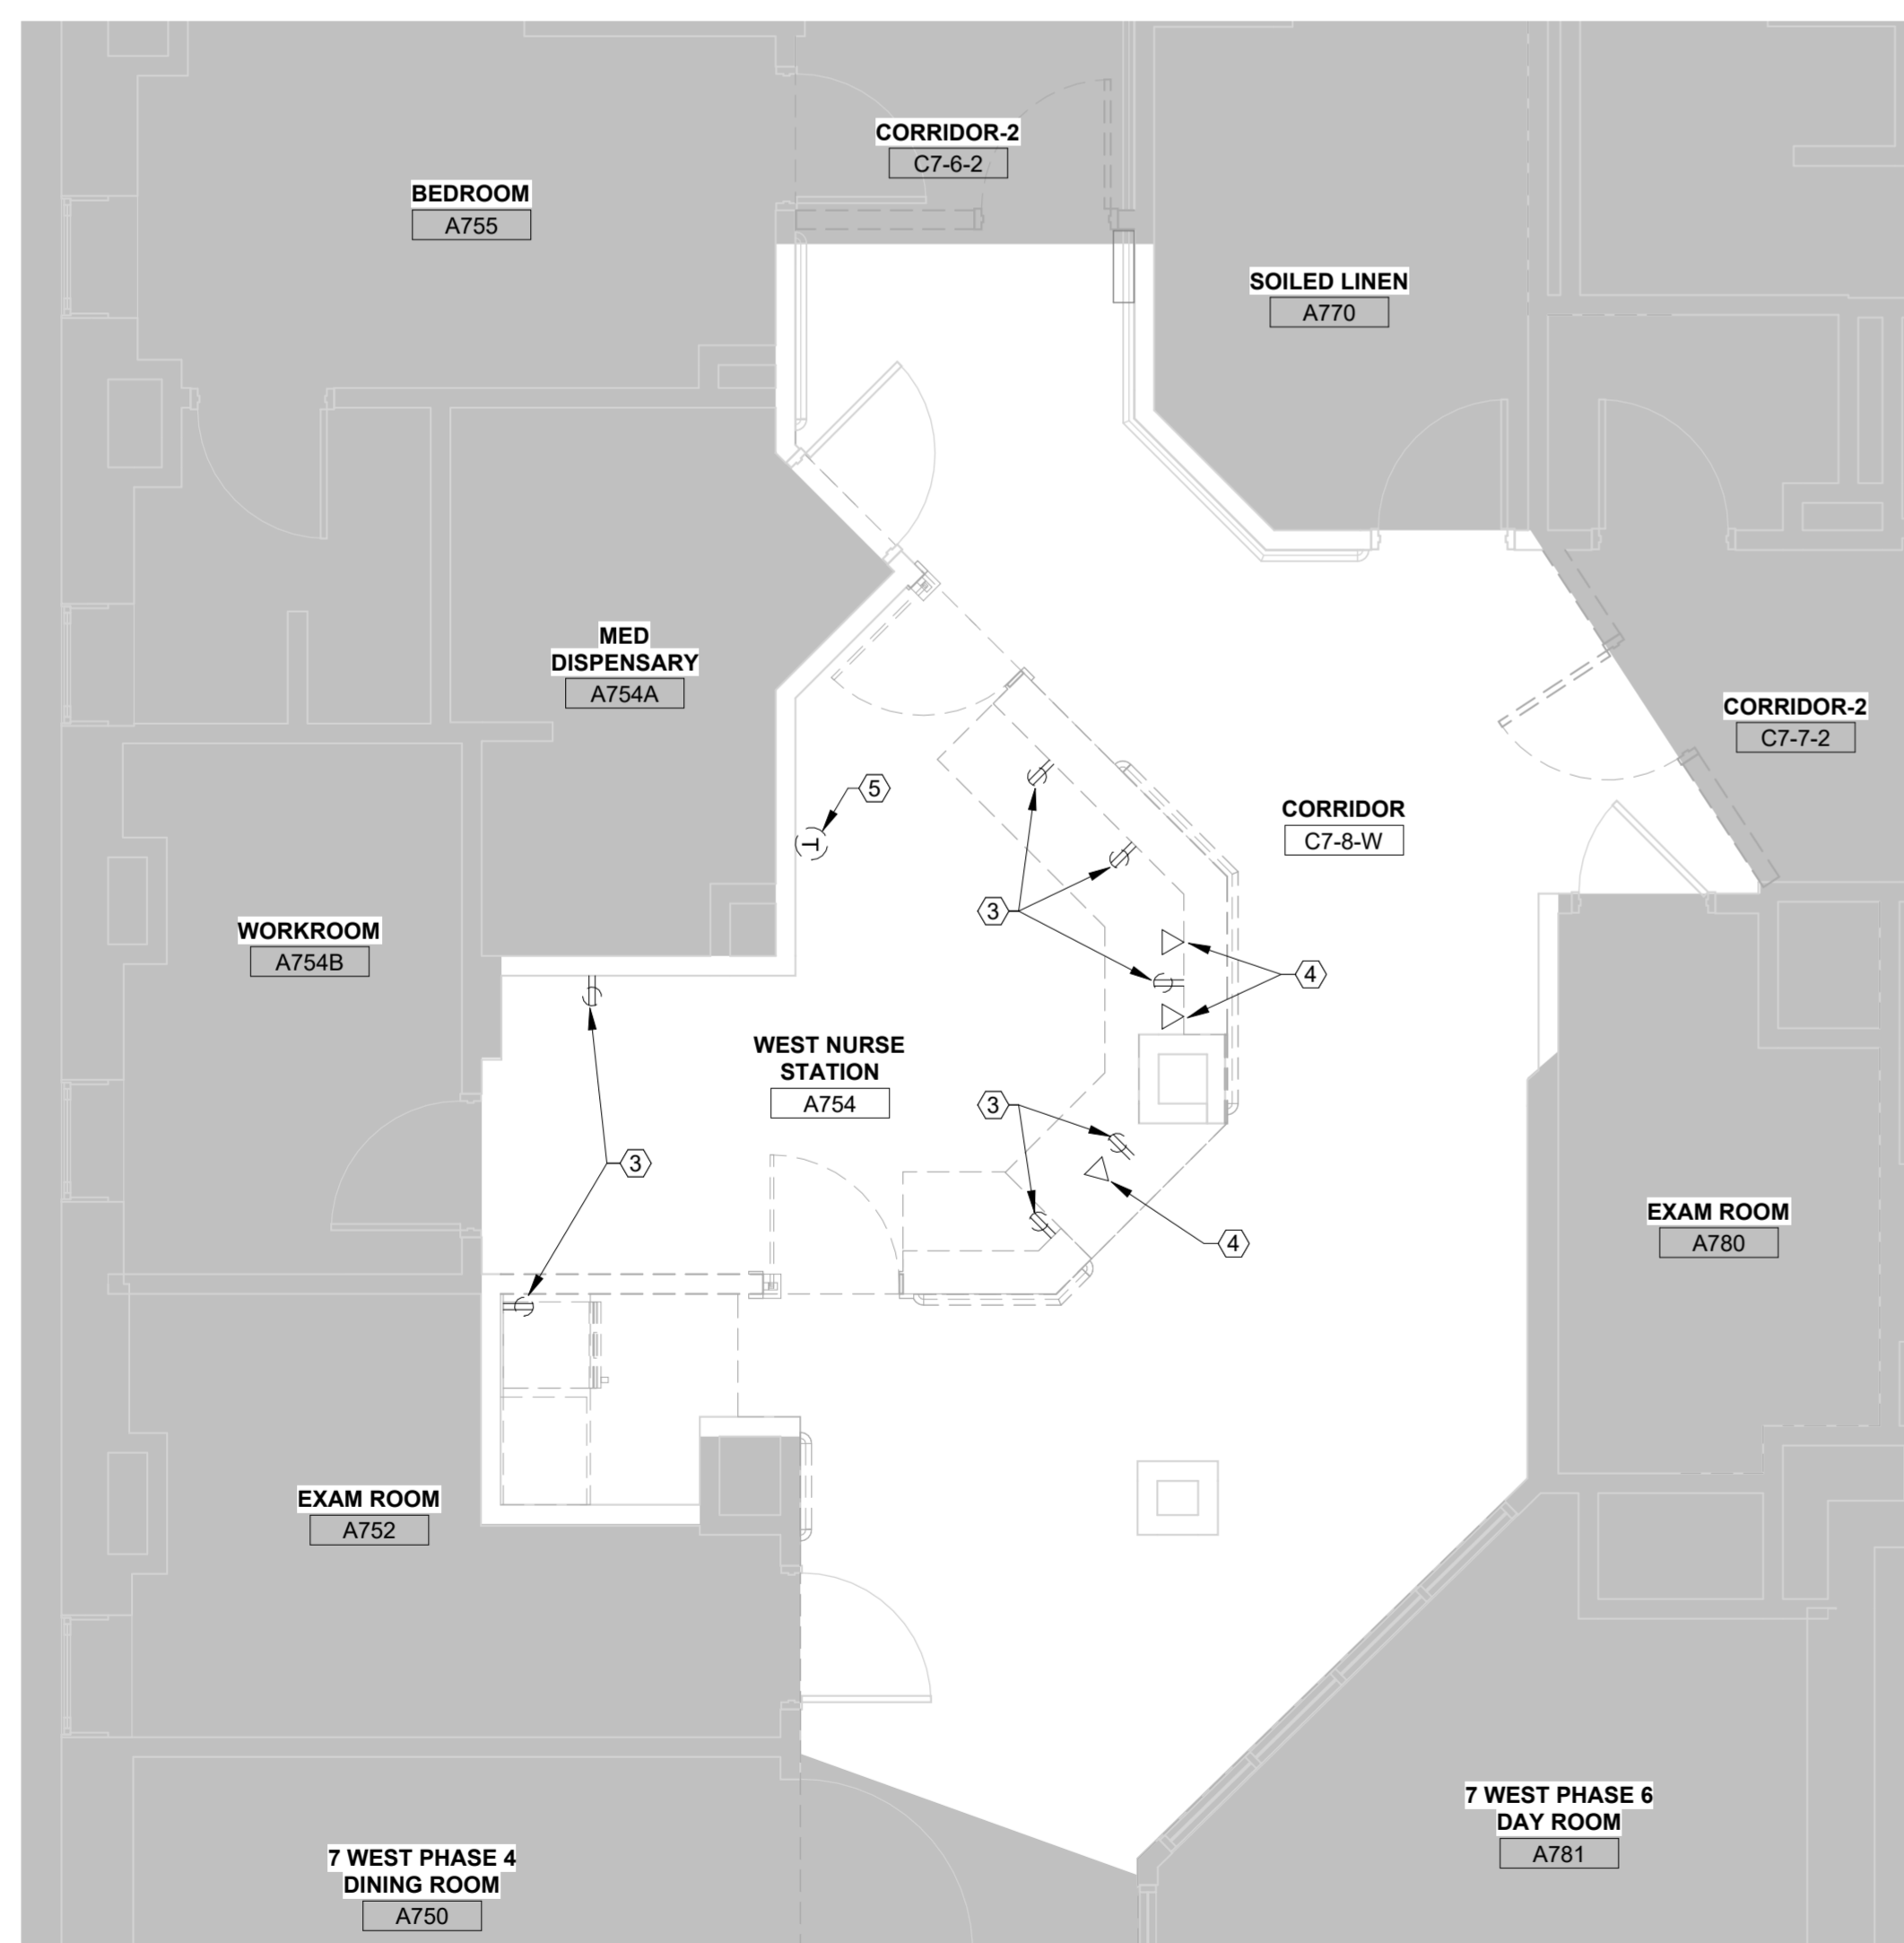 CORRIDOR-2
C7-6-2
BEDROOM
A755
SOILED LINEN
A770
MED
DISPENSARY
A754A
CORRIDOR-2
C7-7-2
5
T
CORRIDOR
C7-8-W
3
WORKROOM
A754B
4
WEST NURSE
STATION
A754
3
3
4
EXAM ROOM
A780
EXAM ROOM
A752
7 WEST PHASE 6
DAY ROOM
A781
7 WEST PHASE 4
DINING ROOM
A750